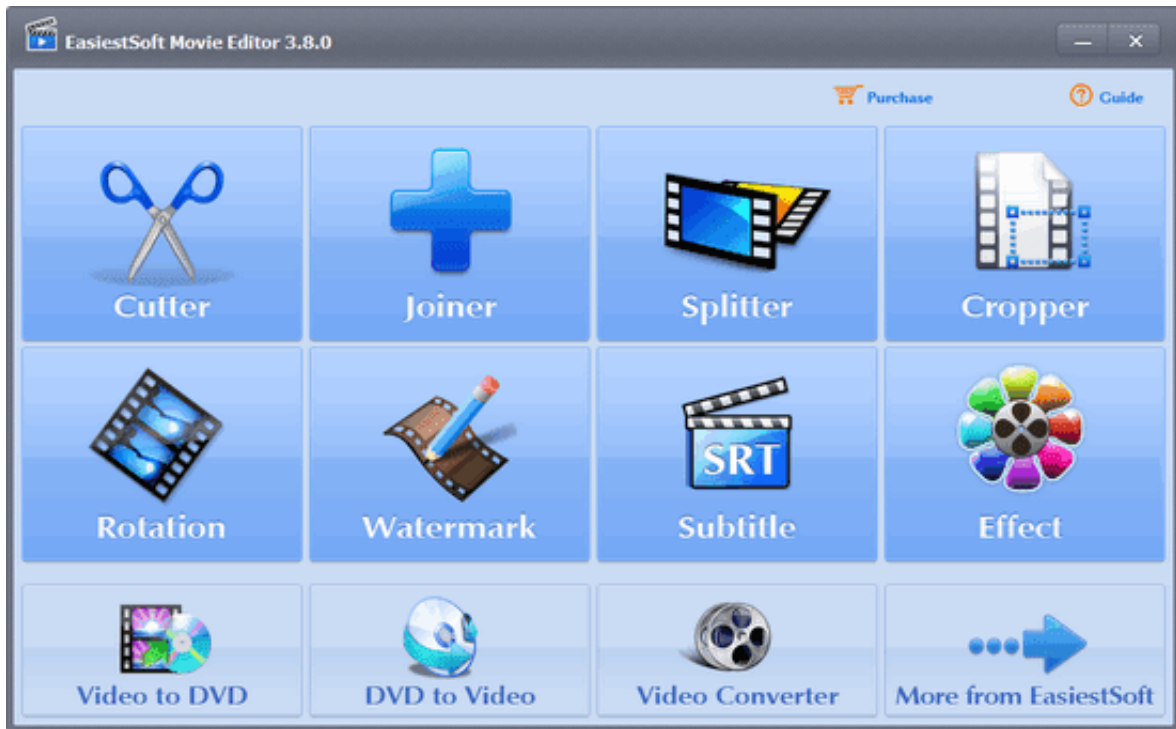 EasiestSoft Movie Editor 3.8.0
Purchase
Guide
Cutter
Joiner
Splitter
Cropper
Rotation
Watermark
SRT
Subtitle
Effect
Video to DVD
DVD to Video
Video Converter
More from EasiestSoft